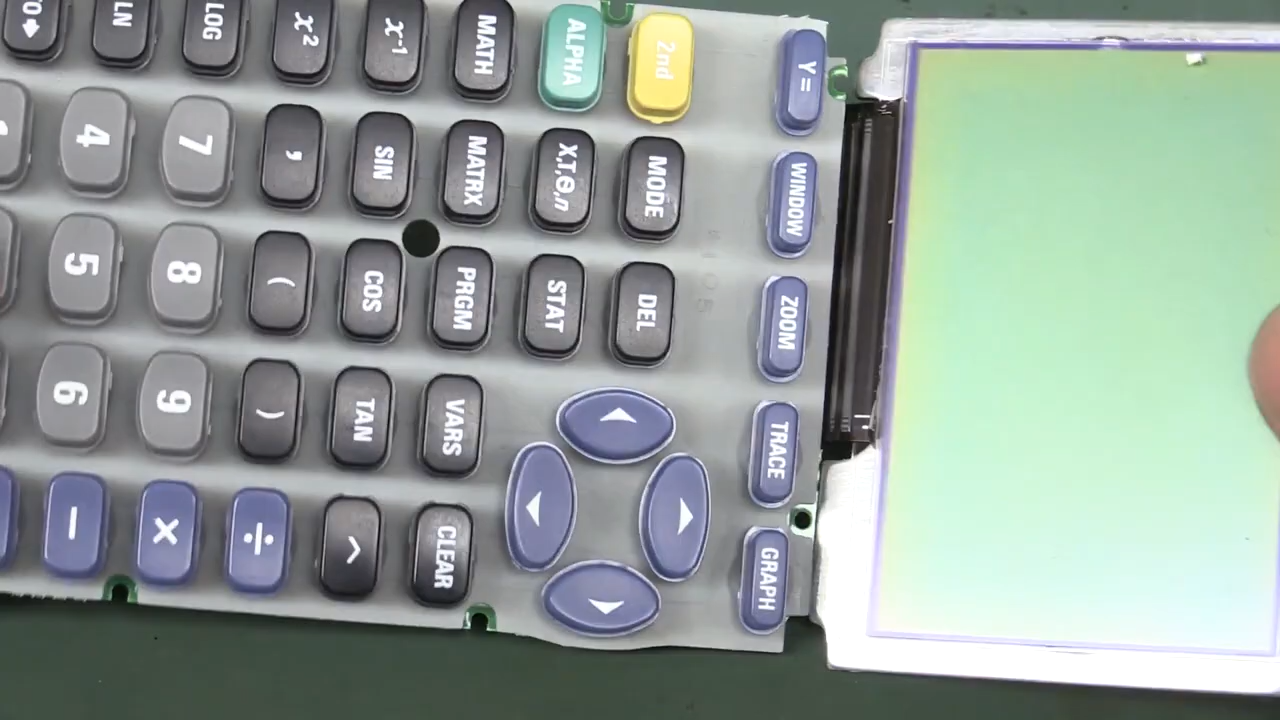 Y= WINDOW ZOOM TRACE GRAPH
2nd MODE DEL
ALPHA X,T,Θ,n STAT
MATH MATRX PRGM VARS CLEAR
x⁻¹ SIN COS TAN ^
x² , ( ) ÷
LOG 7 8 9 ×
LN 4 5 6 −